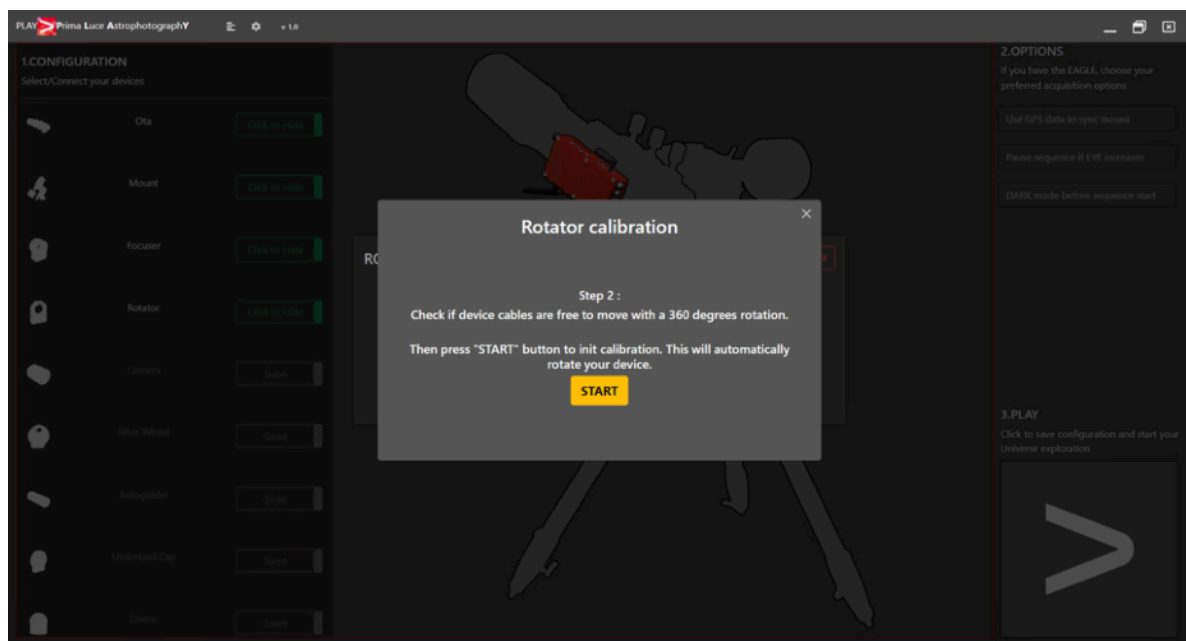 PLAY Prima Luce AstrophotographY v 1.0
1.CONFIGURATION
Select/Connect your devices
Ota Click to Hide
Mount Click to Hide
Focuser Click to Hide
Rotator Click to Hide
Camera Soon
Filter Wheel Soon
Autoguider Soon
Motorized Cap Soon
Dome Soon
RO
Rotator calibration
Step 2 :
Check if device cables are free to move with a 360 degrees rotation.
Then press "START" button to init calibration. This will automatically
rotate your device.
START
2.OPTIONS
If you have the EAGLE, choose your
preferred acquisition options
Use GPS data to sync mount
Pause sequence if EYE increases
DARK mode before sequence start
3.PLAY
Click to save configuration and start your
Universe exploration